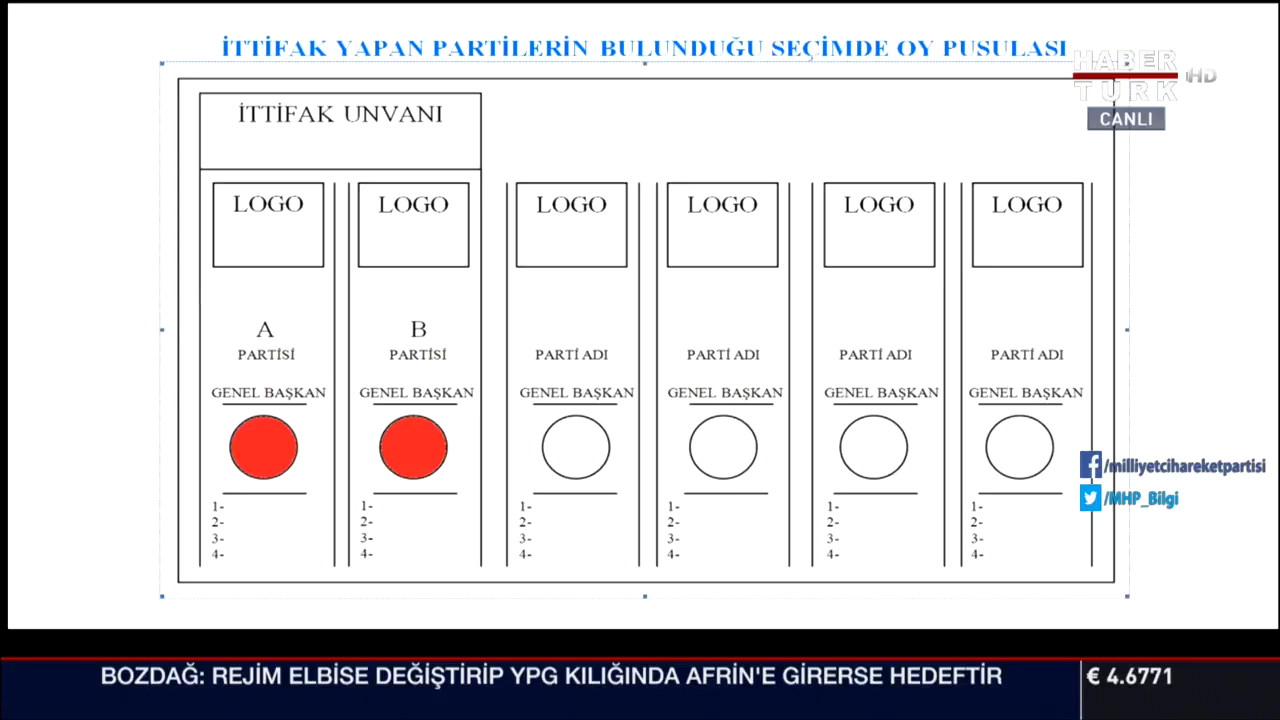 İTTİFAK YAPAN PARTİLERİN BULUNDUĞU SEÇİMDE OY PUSULASI
HABER
TÜRK HD
CANLI
İTTİFAK UNVANI
LOGO LOGO LOGO LOGO LOGO LOGO
A B
PARTİSİ PARTİSİ PARTİ ADI PARTİ ADI PARTİ ADI PARTİ ADI
GENEL BAŞKAN GENEL BAŞKAN GENEL BAŞKAN GENEL BAŞKAN GENEL BAŞKAN GENEL BAŞKAN
/milliyetcihareketpartisi
/MHP_Bilgi
1- 1- 1- 1- 1- 1-
2- 2- 2- 2- 2- 2-
3- 3- 3- 3- 3- 3-
4- 4- 4- 4- 4- 4-
BOZDAĞ: REJİM ELBİSE DEĞİŞTİRİP YPG KILIĞINDA AFRİN'E GİRERSE HEDEFTİR
€ 4.6771